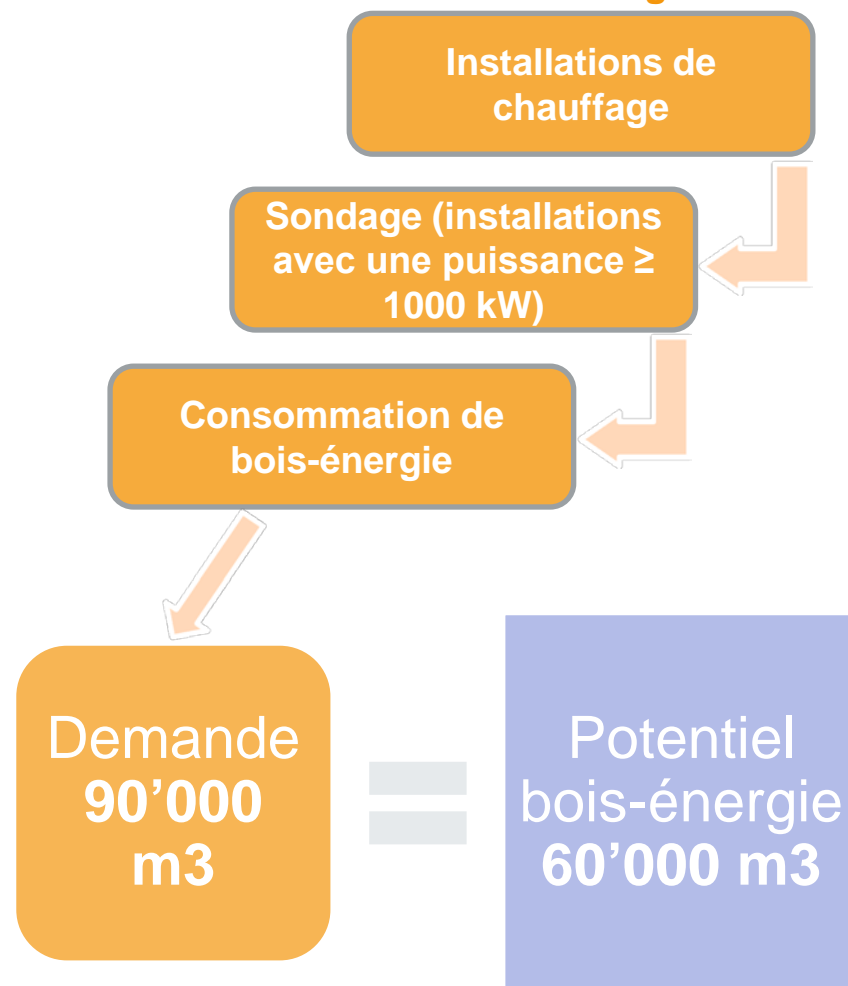 Installations de
chauffage
Sondage (installations
avec une puissance ≥
1000 kW)
Consommation de
bois-énergie
Demande
90’000
m3
Potentiel
bois-énergie
60’000 m3